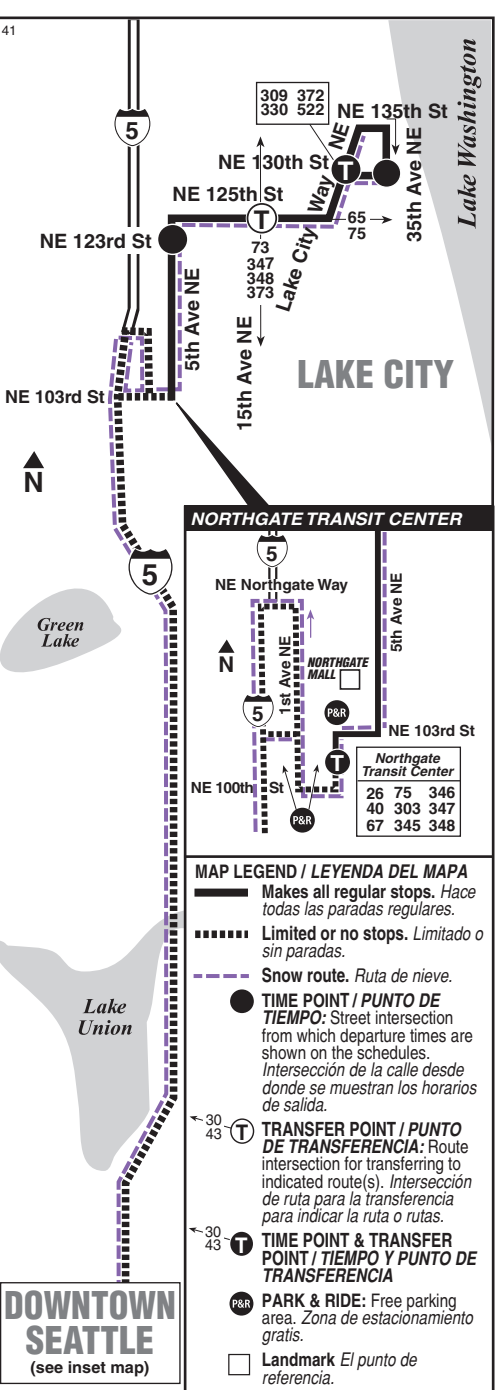 41
5
309 372
330 522
NE 135th St
Lake Washington
NE 130th St
T
Lake City Way NE
35th Ave NE
NE 125th St
T
65
75
NE 123rd St
73
347
348
373
5th Ave NE
15th Ave NE
LAKE CITY
NE 103rd St
N
5
Green
Lake
NORTHGATE TRANSIT CENTER
5
NE Northgate Way
5th Ave NE
1st Ave NE
N
NORTHGATE
MALL
5
P&R
NE 103rd St
T
NE 100th St
P&R
Northgate
Transit Center
26 75 346
40 303 347
67 345 348
MAP LEGEND / LEYENDA DEL MAPA
Makes all regular stops. Hace
todas las paradas regulares.
Limited or no stops. Limitado o
sin paradas.
Snow route. Ruta de nieve.
TIME POINT / PUNTO DE
TIEMPO: Street intersection
from which departure times are
shown on the schedules.
Intersección de la calle desde
donde se muestran los horarios
de salida.
30
43 T TRANSFER POINT / PUNTO
DE TRANSFERENCIA: Route
intersection for transferring to
indicated route(s). Intersección
de ruta para la transferencia
para indicar la ruta o rutas.
30
43 T TIME POINT & TRANSFER
POINT / TIEMPO Y PUNTO DE
TRANSFERENCIA
P&R PARK & RIDE: Free parking
area. Zona de estacionamiento
gratis.
Landmark El punto de
referencia.
Lake
Union
DOWNTOWN
SEATTLE
(see inset map)